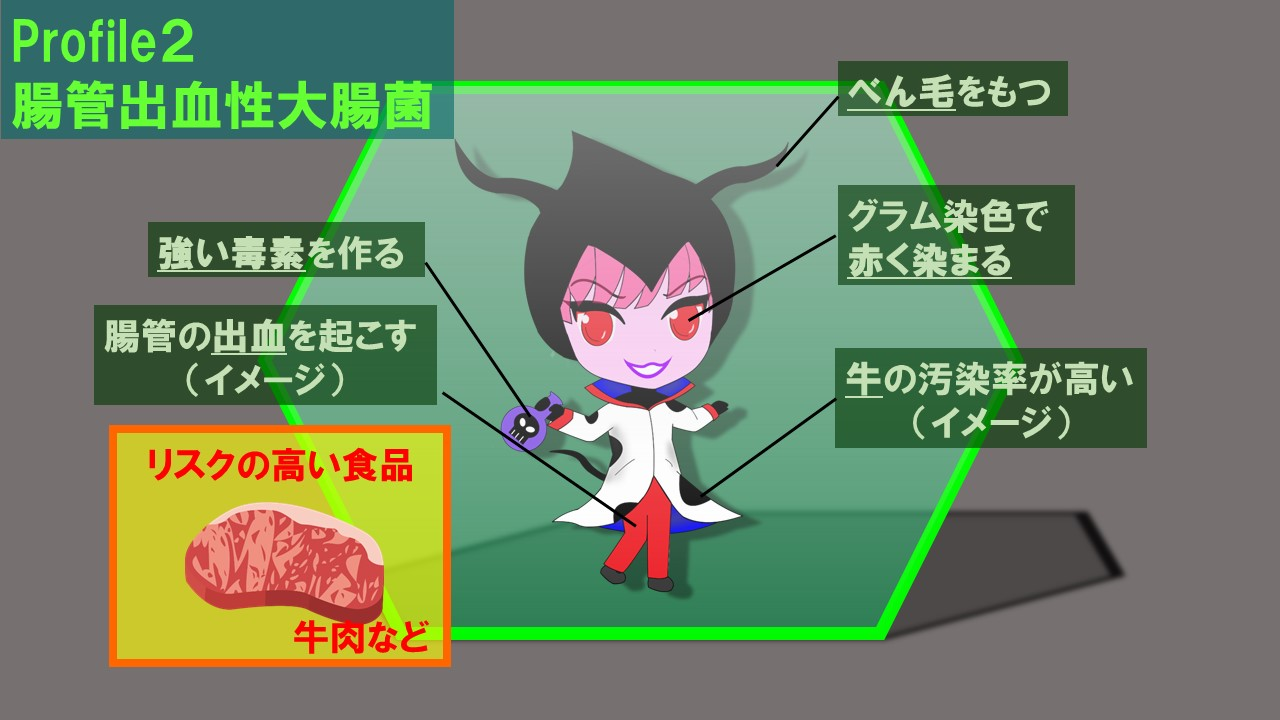 Profile2
腸管出血性大腸菌
べん毛をもつ
グラム染色で
赤く染まる
強い毒素を作る
腸管の出血を起こす
（イメージ）
牛の汚染率が高い
（イメージ）
リスクの高い食品
牛肉など